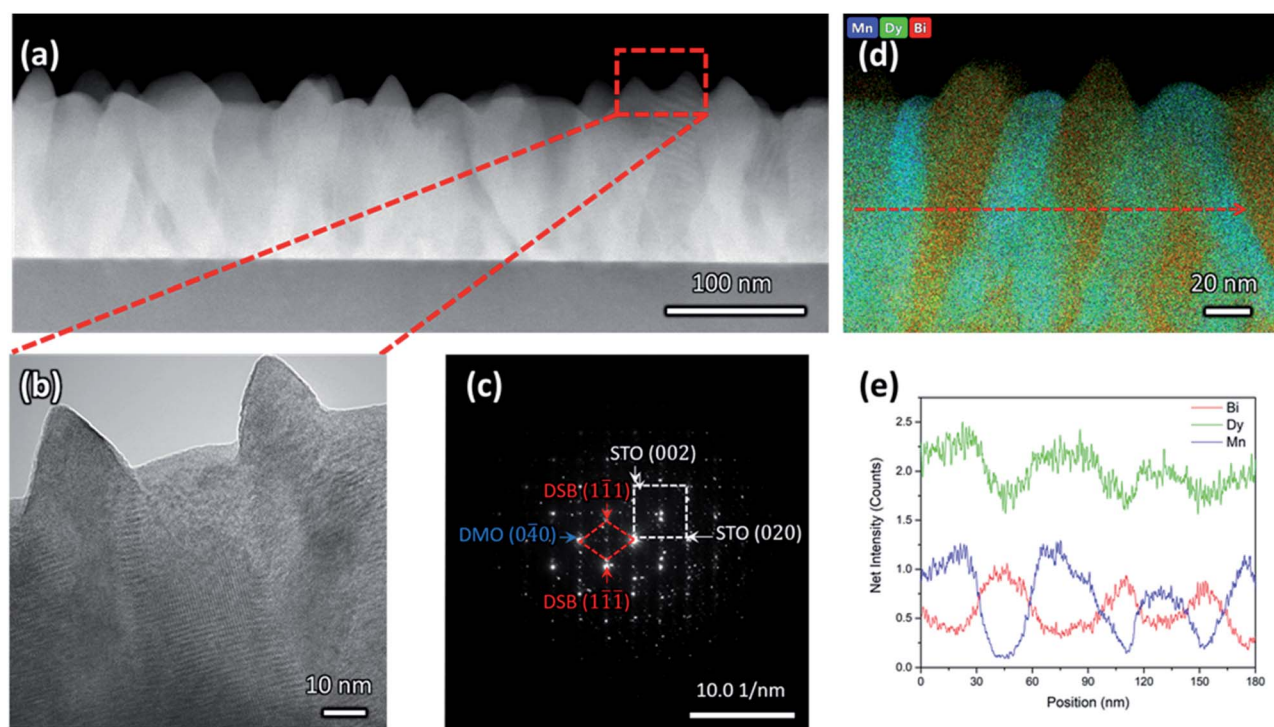 (a)
100 nm
Mn Dy Bi
(d)
20 nm
(b)
10 nm
(c)
STO (002)
DSB (11̅1)
DMO (04̅0)
STO (020)
DSB (11̅1̅)
10.0 1/nm
(e)
Bi
Dy
Mn
Net Intensity (Counts)
2.5
2.0
1.5
1.0
0.5
0.0
0 30 60 90 120 150 180
Position (nm)